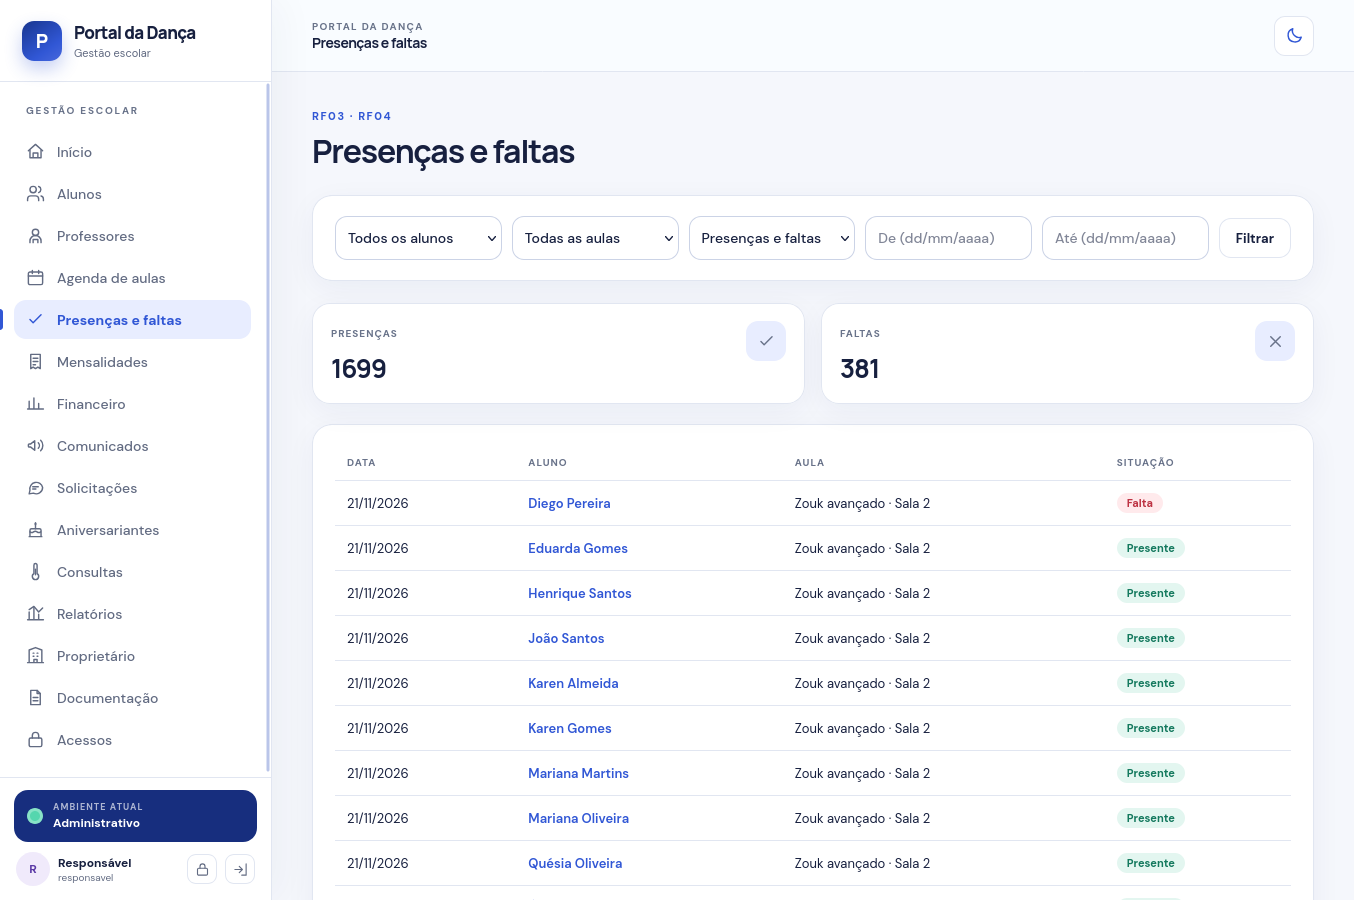 P
Portal da Dança
Gestão escolar
GESTÃO ESCOLAR
Início
Alunos
Professores
Agenda de aulas
Presenças e faltas
Mensalidades
Financeiro
Comunicados
Solicitações
Aniversariantes
Consultas
Relatórios
Proprietário
Documentação
Acessos
AMBIENTE ATUAL
Administrativo
R
Responsável
responsavel
PORTAL DA DANÇA
Presenças e faltas
RF03 · RF04
Presenças e faltas
Todos os alunos Todas as aulas Presenças e faltas De (dd/mm/aaaa) Até (dd/mm/aaaa) Filtrar
PRESENÇAS
1699
FALTAS
381
DATA ALUNO AULA SITUAÇÃO
21/11/2026 Diego Pereira Zouk avançado · Sala 2 Falta
21/11/2026 Eduarda Gomes Zouk avançado · Sala 2 Presente
21/11/2026 Henrique Santos Zouk avançado · Sala 2 Presente
21/11/2026 João Santos Zouk avançado · Sala 2 Presente
21/11/2026 Karen Almeida Zouk avançado · Sala 2 Presente
21/11/2026 Karen Gomes Zouk avançado · Sala 2 Presente
21/11/2026 Mariana Martins Zouk avançado · Sala 2 Presente
21/11/2026 Mariana Oliveira Zouk avançado · Sala 2 Presente
21/11/2026 Quésia Oliveira Zouk avançado · Sala 2 Presente